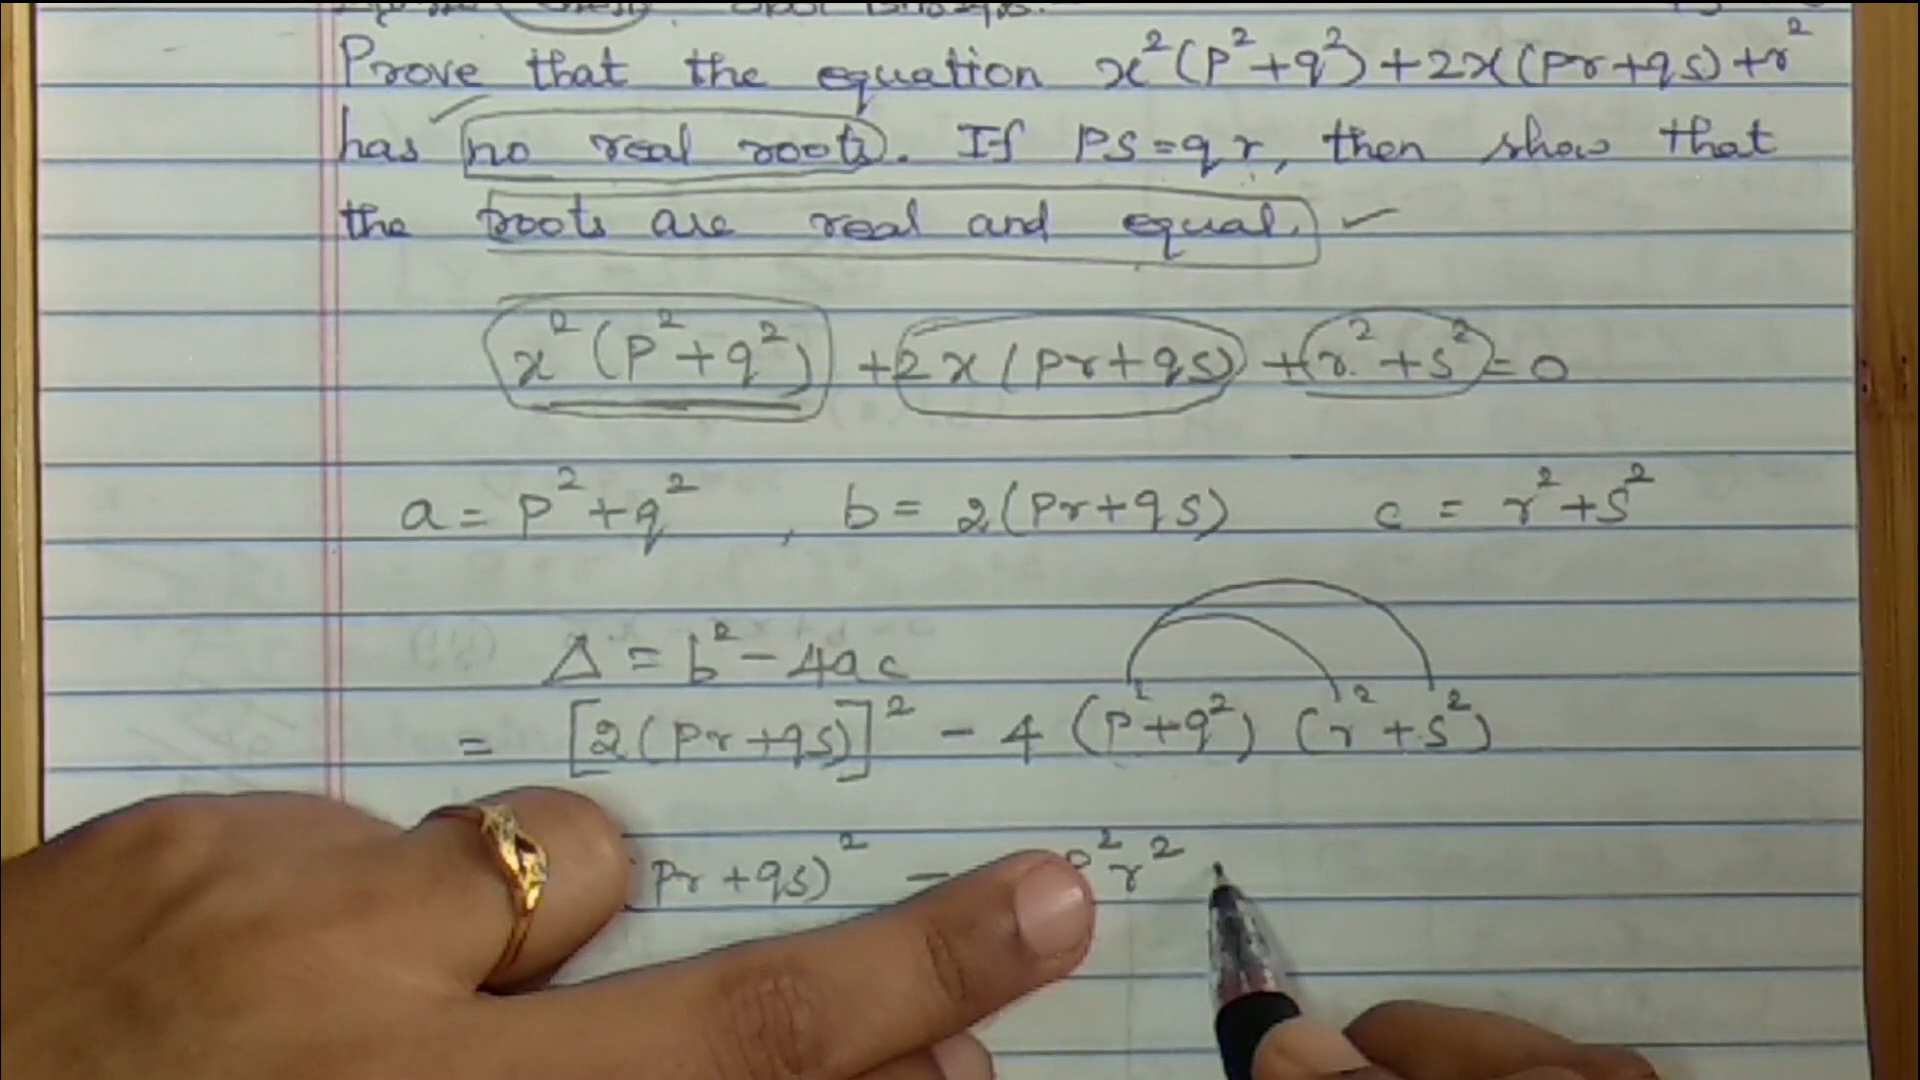 Prove that the equation x²(p²+q²)+2x(pr+qs)+r²
has no real roots. If ps=qr, then show that
the roots are real and equal.
x²(p²+q²) +2x(pr+qs) +r²+s²=0
a=p²+q², b=2(pr+qs) c=r²+s²
Δ=b²-4ac
= [2(pr+qs)]² - 4 (p²+q²) (r²+s²)
pr+qs)² - p²r²